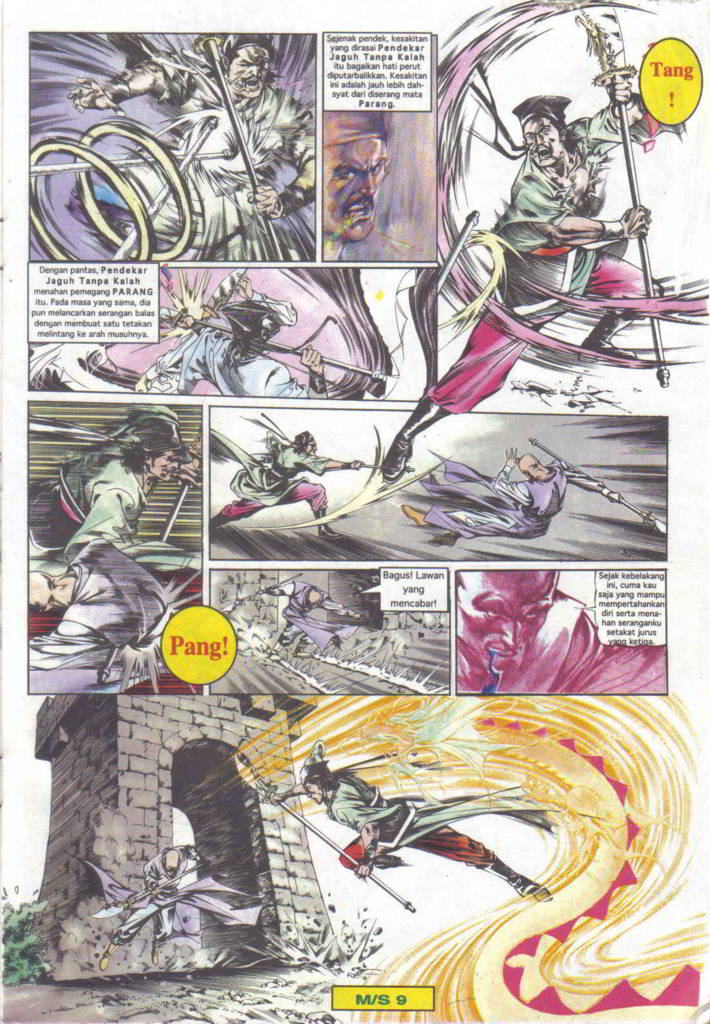 Sejenak pendek, kesakitan
yang dirasai Pendekar
Jaguh Tanpa Kalah
itu bagaikan hati perut
diputarbalikkan. Kesakitan
ini adalah jauh lebih dah-
syat dari diserang mata
Parang.
Tang
!
Dengan pantas, Pendekar
Jaguh Tanpa Kalah
menahan pemegang PARANG
itu. Pada masa yang sama, dia
pun melancarkan serangan balas
dengan membuat satu tetakan
melintang ke arah musuhnya.
Pang!
Bagus! Lawan
yang
mencabar!
Sejak kebelakang
ini, cuma kau
saja yang mampu
mempertahankan
diri serta mena-
han seranganku
setakat jurus
yang ketiga.
M/S 9